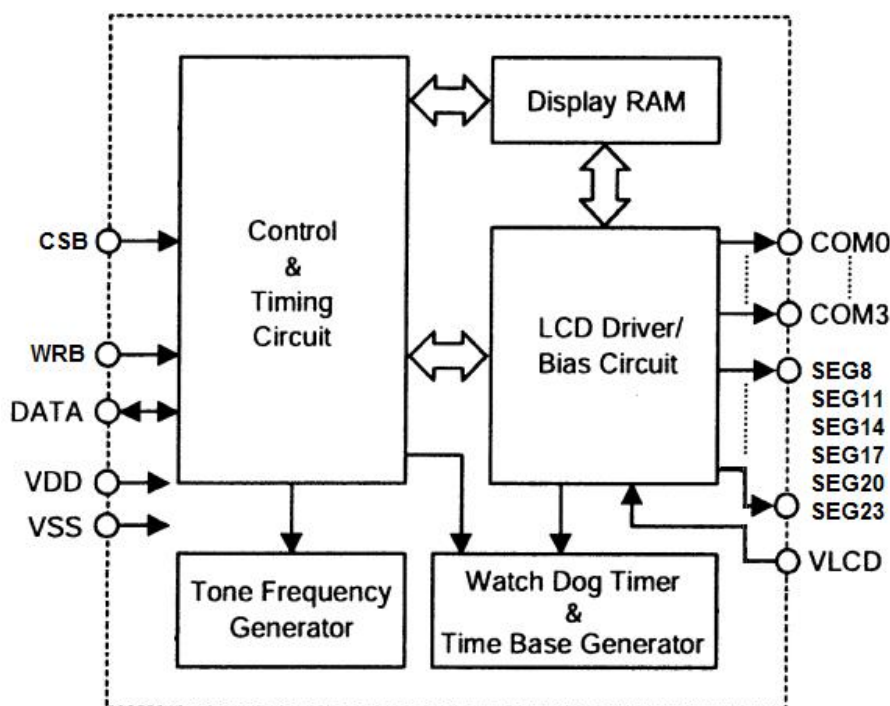 Display RAM
Control
&
Timing
Circuit
LCD Driver/
Bias Circuit
Tone Frequency
Generator
Watch Dog Timer
&
Time Base Generator
CSB
WRB
DATA
VDD
VSS
COM0
COM3
SEG8
SEG11
SEG14
SEG17
SEG20
SEG23
VLCD